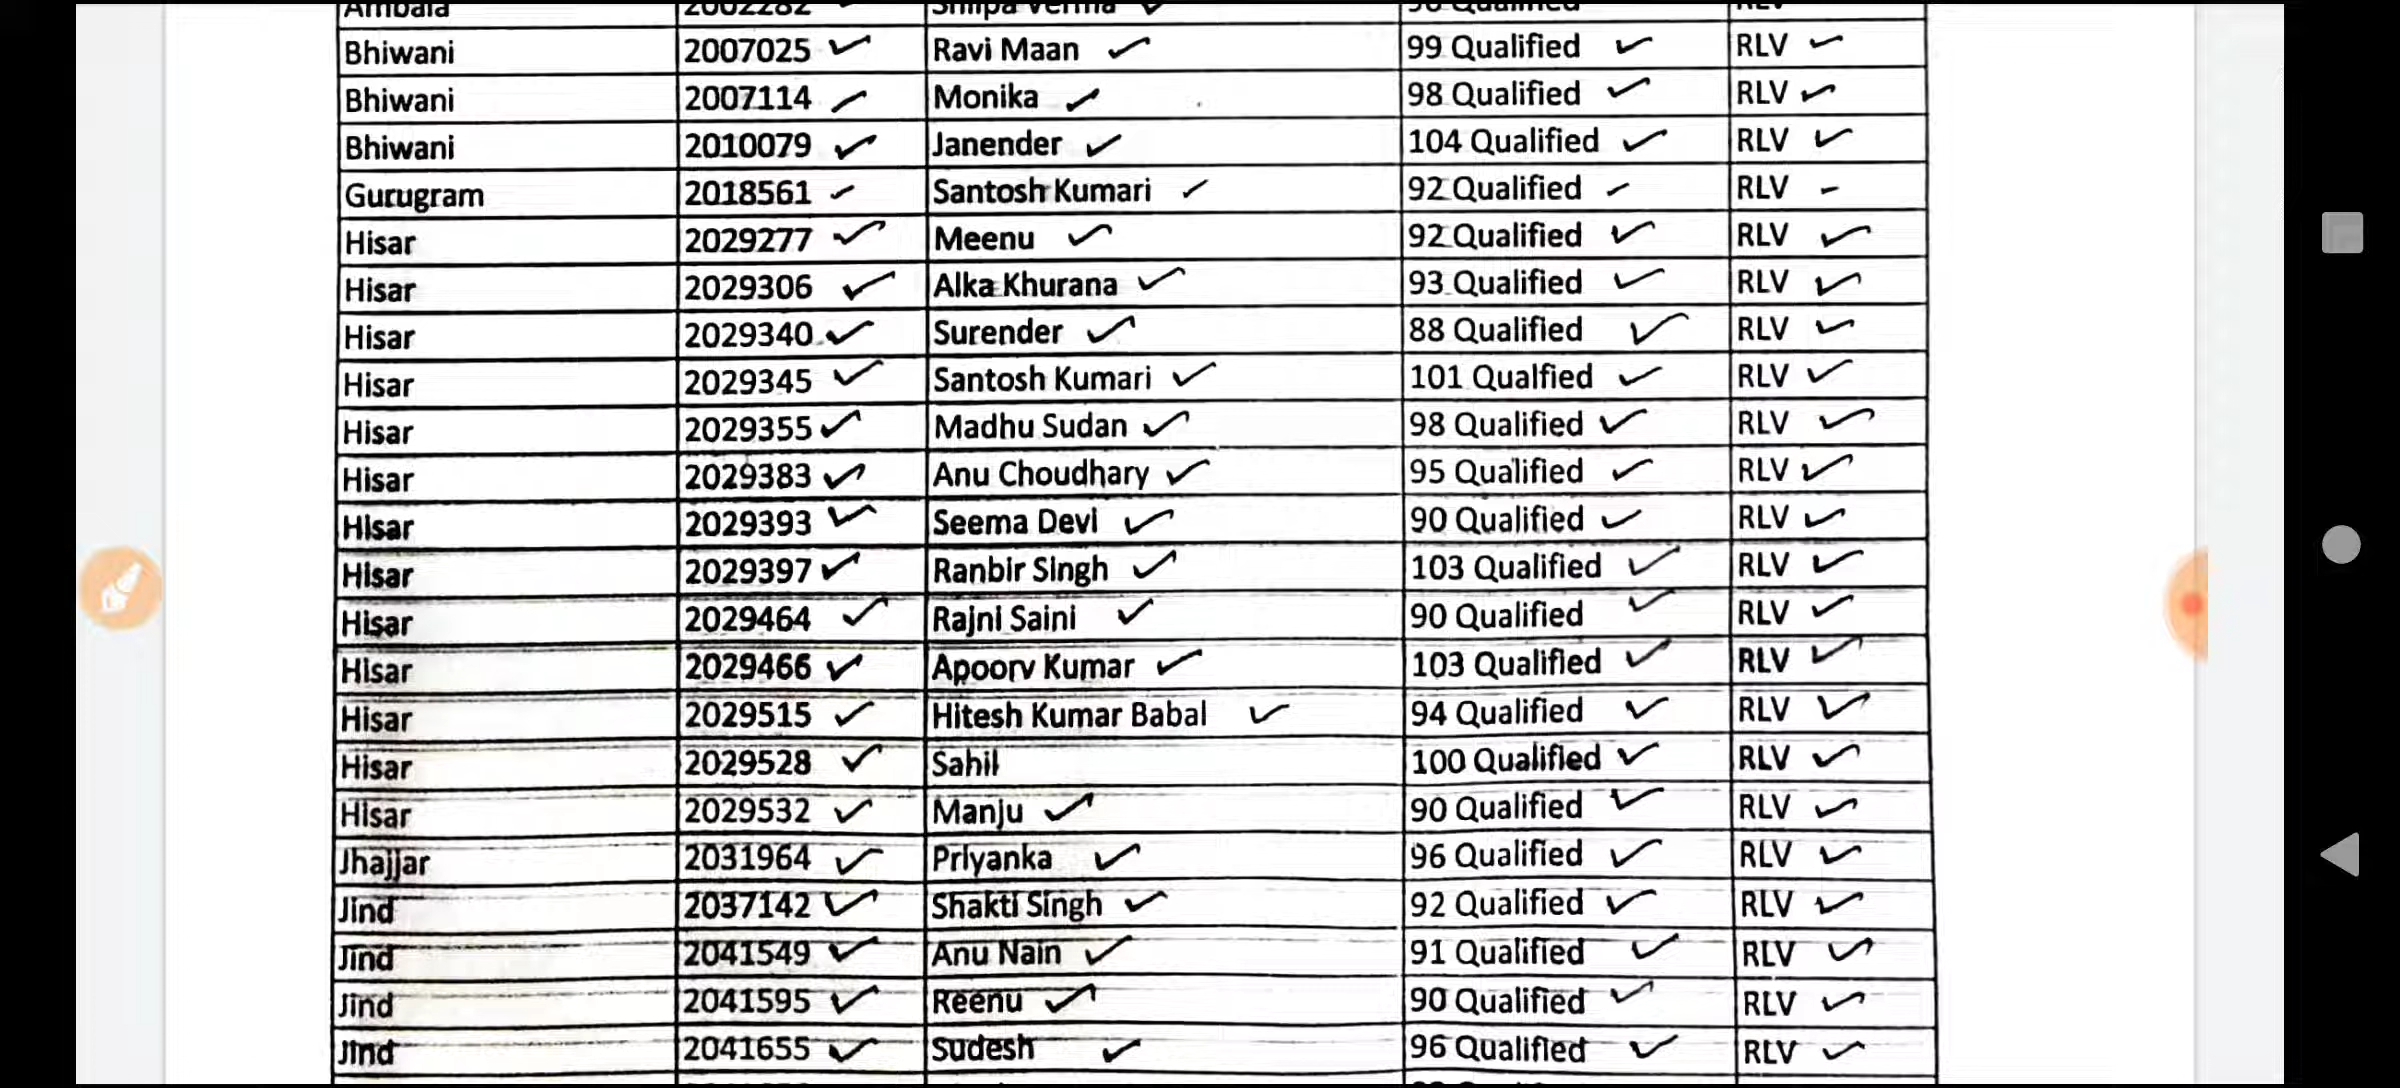 Ambala 2002282 Shilpa Verma Qualified RLV
Bhiwani 2007025 Ravi Maan 99 Qualified RLV
Bhiwani 2007114 Monika 98 Qualified RLV
Bhiwani 2010079 Janender 104 Qualified RLV
Gurugram 2018561 Santosh Kumari 92 Qualified RLV
Hisar 2029277 Meenu 92 Qualified RLV
Hisar 2029306 Alka Khurana 93 Qualified RLV
Hisar 2029340 Surender 88 Qualified RLV
Hisar 2029345 Santosh Kumari 101 Qualfied RLV
Hisar 2029355 Madhu Sudan 98 Qualified RLV
Hisar 2029383 Anu Choudhary 95 Qualified RLV
Hisar 2029393 Seema Devi 90 Qualified RLV
Hisar 2029397 Ranbir Singh 103 Qualified RLV
Hisar 2029464 Rajni Saini 90 Qualified RLV
Hisar 2029466 Apoorv Kumar 103 Qualified RLV
Hisar 2029515 Hitesh Kumar Babal 94 Qualified RLV
Hisar 2029528 Sahil 100 Qualified RLV
Hisar 2029532 Manju 90 Qualified RLV
Jhajjar 2031964 Priyanka 96 Qualified RLV
Jind 2037142 Shakti Singh 92 Qualified RLV
Jind 2041549 Anu Nain 91 Qualified RLV
Jind 2041595 Reenu 90 Qualified RLV
Jind 2041655 Sudesh 96 Qualified RLV